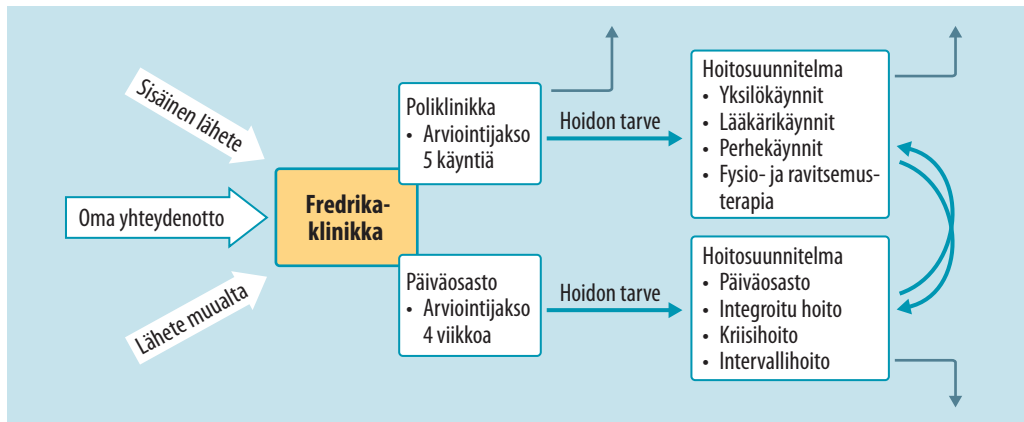 Sisäinen lähete
Oma yhteydenotto
Lähete muualta
Fredrika-
klinikka
Poliklinikka
• Arviointijakso
5 käyntiä
Hoidon tarve
Hoitosuunnitelma
• Yksilökäynnit
• Lääkärikäynnit
• Perhekäynnit
• Fysio- ja ravitsemus-
terapia
Päiväosasto
• Arviointijakso
4 viikkoa
Hoidon tarve
Hoitosuunnitelma
• Päiväosasto
• Integroitu hoito
• Kriisihoito
• Intervallihoito